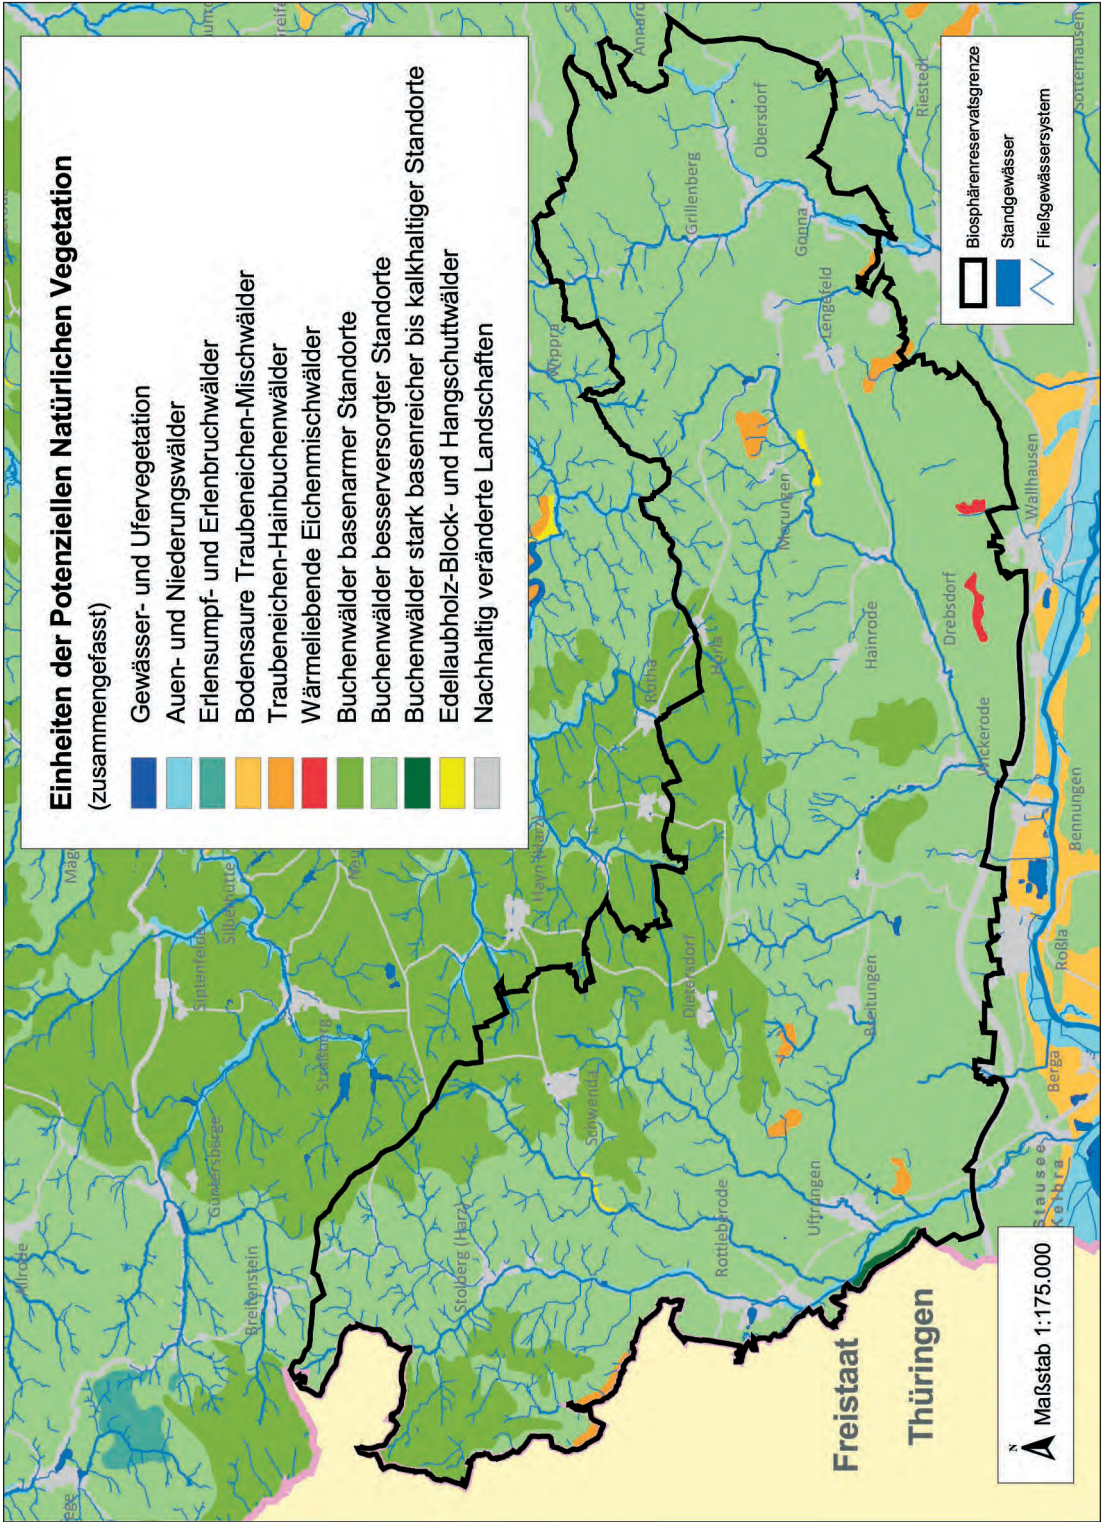 Einheiten der Potenziellen Natürlichen Vegetation
(zusammengefasst)
Gewässer- und Ufervegetation
Auen- und Niederungswälder
Erlensumpf- und Erlenbruchwälder
Bodensaure Traubeneichen-Mischwälder
Traubeneichen-Hainbuchenwälder
Wärmeliebende Eichenmischwälder
Buchenwälder basenarmer Standorte
Buchenwälder besserversorgter Standorte
Buchenwälder stark basenreicher bis kalkhaltiger Standorte
Edellaubholz-Block- und Hangschuttwälder
Nachhaltig veränderte Landschaften
Allrode
Güntersberge
Siptenfelde
Silberhütte
Straßberg
Breitenstein
Stolberg (Harz)
Hayn (Harz)
Schwenda
Dietersdorf
Rotha
Horla
Wippra
Grillenberg
Obersdorf
Annaro
Gonna
Lengefeld
Riestedt
Sotterhausen
Morungen
Hainrode
Drebsdorf
Wickerode
Wallhausen
Bennungen
Roßla
Breitungen
Berga
Uftrungen
Rottleberode
Stausee
Kelbra
Freistaat
Thüringen
N
Maßstab 1:175.000
Biosphärenreservatsgrenze
Standgewässer
Fließgewässersystem